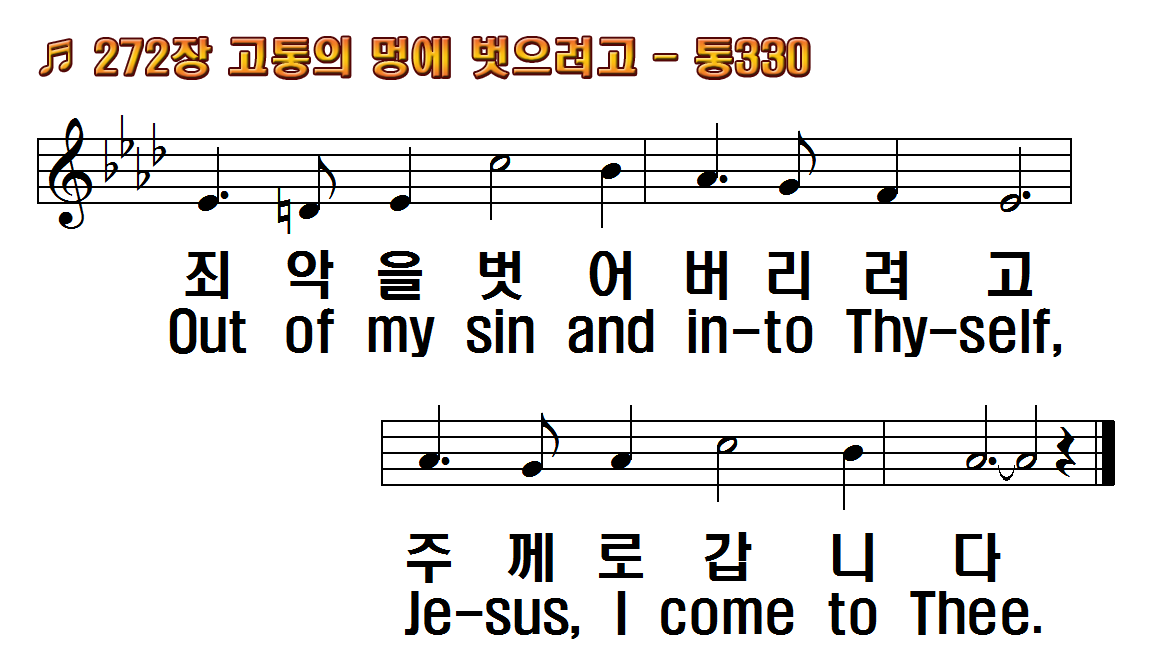 272장 고통의 멍에 벗으려고 - 통330
죄 악 을 벗 어 버 리 려 고
Out of my sin and in-to Thy-self,
주 께 로 갑 니 다
Je-sus, I come to Thee.